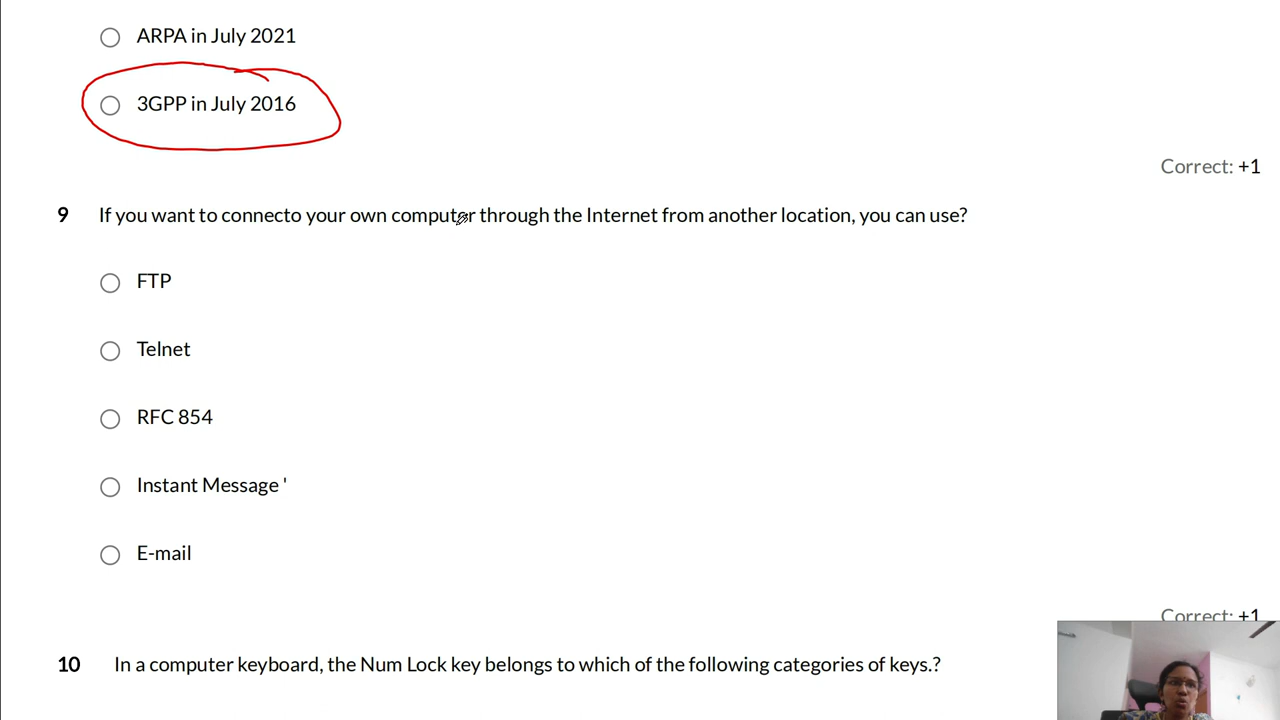 ARPA in July 2021
3GPP in July 2016
Correct: +1
9 If you want to connecto your own computer through the Internet from another location, you can use?
FTP
Telnet
RFC 854
Instant Message '
E-mail
Correct: +1
10 In a computer keyboard, the Num Lock key belongs to which of the following categories of keys.?